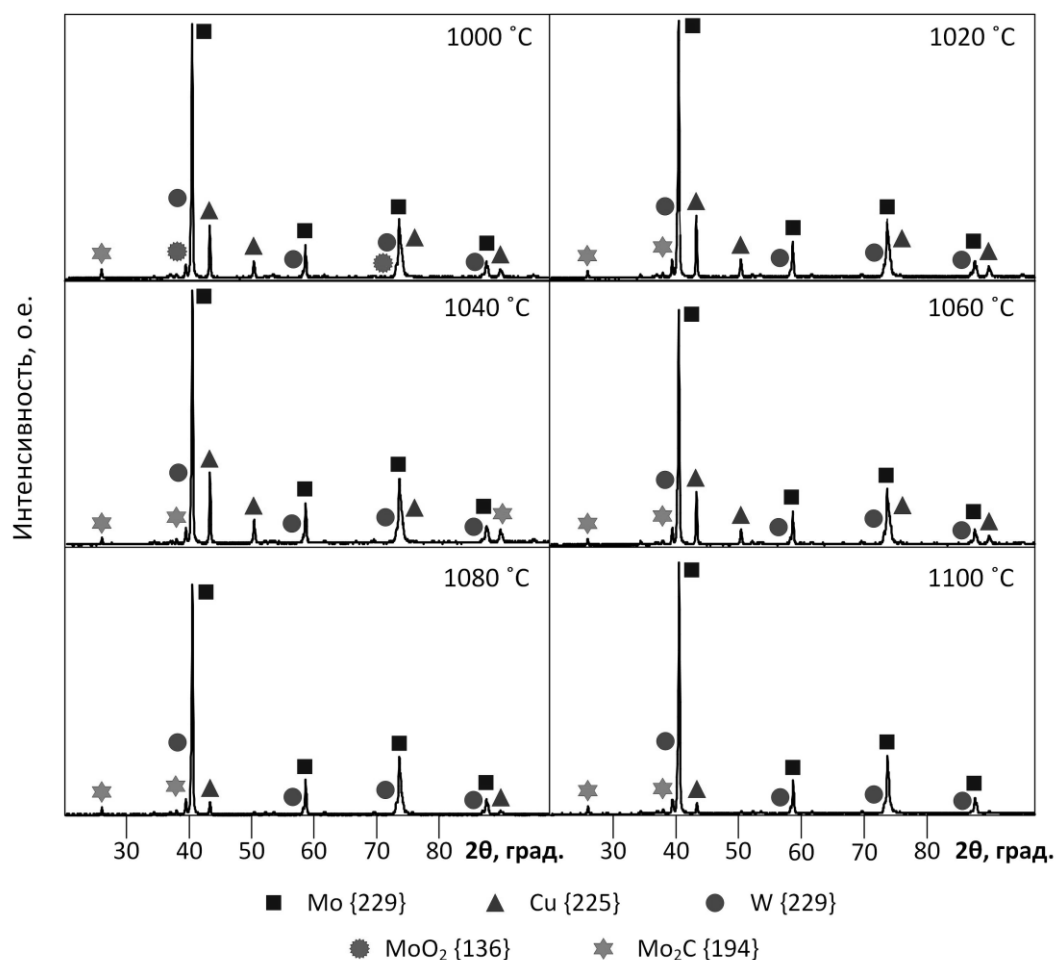 1000 ˚C
1020 ˚C
1040 ˚C
1060 ˚C
1080 ˚C
1100 ˚C
Интенсивность, о.е.
30 40 50 60 70 80 2θ, град. 30 40 50 60 70 80 2θ, град.
Mo {229} Cu {225} W {229}
MoO₂ {136} Mo₂C {194}